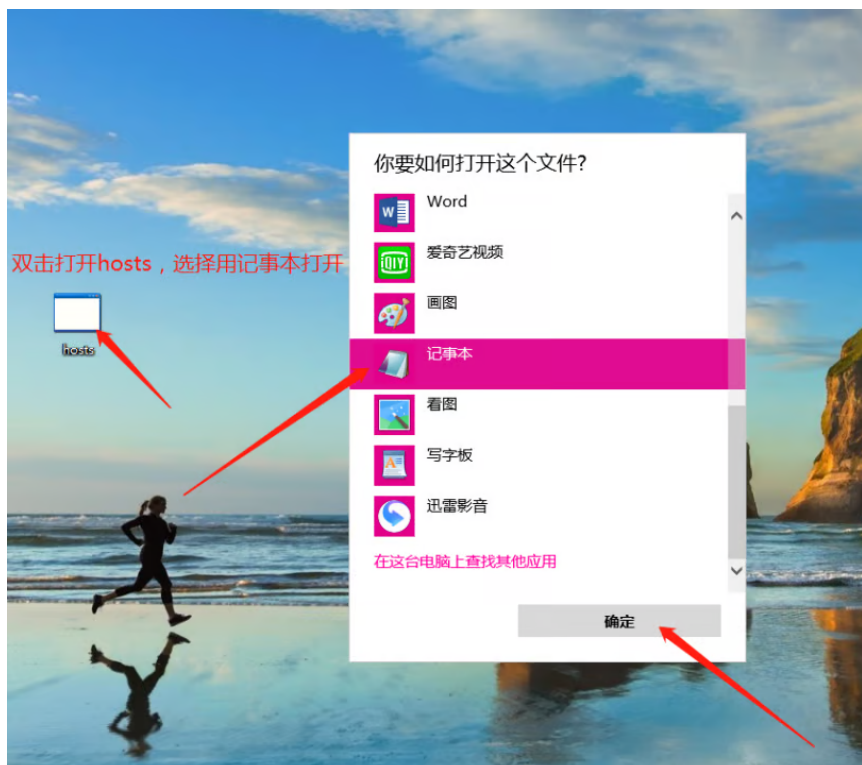 你要如何打开这个文件?
Word
爱奇艺视频
画图
双击打开hosts，选择用记事本打开
hosts
记事本
看图
写字板
迅雷影音
在这台电脑上查找其他应用
确定